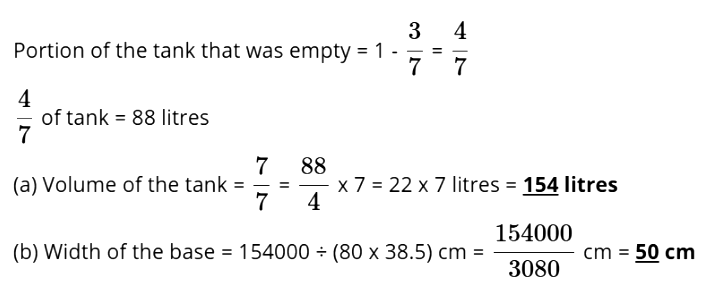 Portion of the tank that was empty = 1 - 3/7 = 4/7
4/7 of tank = 88 litres
(a) Volume of the tank = 7/7 = 88/4 x 7 = 22 x 7 litres = 154 litres
(b) Width of the base = 154000 ÷ (80 x 38.5) cm = 154000/3080 cm = 50 cm